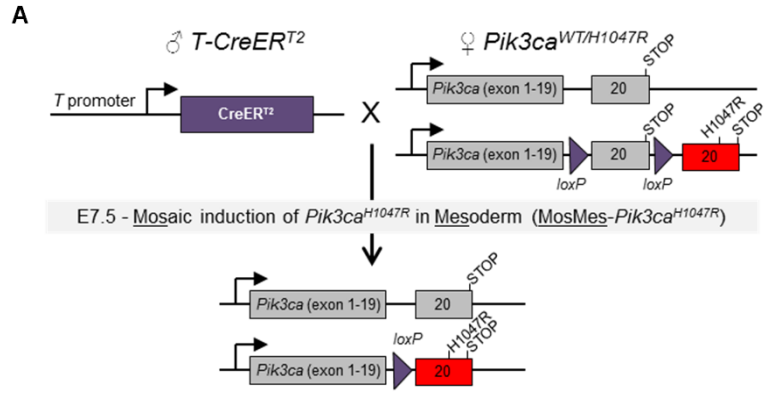 A
♂ T-CreERT2
♀ Pik3caWT/H1047R
T promoter
CreERT2
X
Pik3ca (exon 1-19)
20
STOP
Pik3ca (exon 1-19)
loxP
20
STOP
loxP
20
H1047R
STOP
E7.5 - Mosaic induction of Pik3caH1047R in Mesoderm (MosMes-Pik3caH1047R)
Pik3ca (exon 1-19)
20
STOP
Pik3ca (exon 1-19)
loxP
20
H1047R
STOP